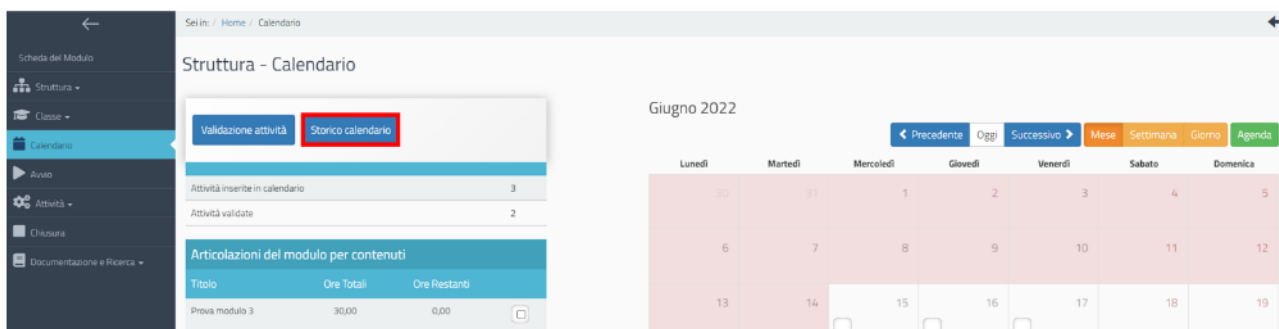 Sei in: / Home / Calendario
Scheda del Modulo
Struttura
Classe
Calendario
Avvio
Attività
Chiusura
Documentazione e Ricerca
Struttura - Calendario
Validazione attività Storico calendario
Attività inserite in calendario 3
Attività validate 2
Articolazioni del modulo per contenuti
Titolo Ore Totali Ore Restanti
Prova modulo 3 30,00 0,00
Giugno 2022
Precedente Oggi Successivo Mese Settimana Giorno Agenda
Lunedì Martedì Mercoledì Giovedì Venerdì Sabato Domenica
30 31 1 2 3 4 5
6 7 8 9 10 11 12
13 14 15 16 17 18 19